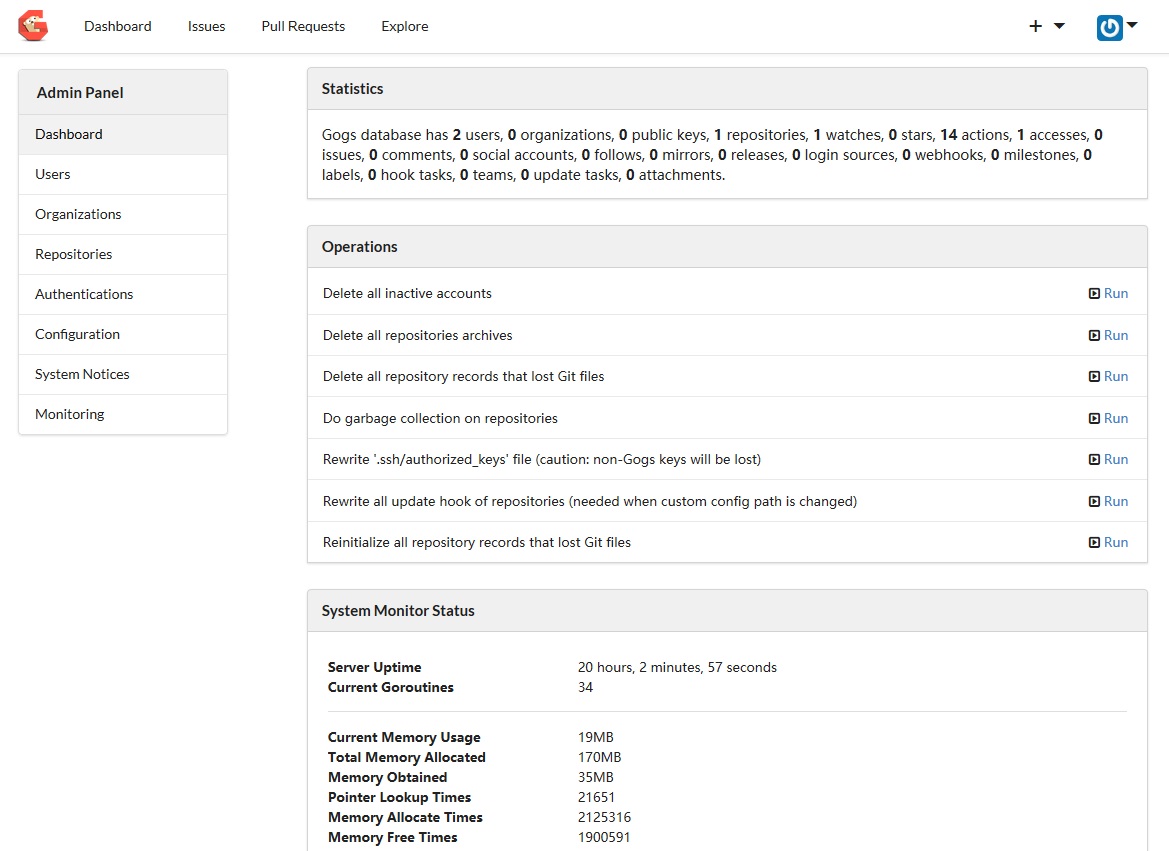 Dashboard Issues Pull Requests Explore
Admin Panel
Dashboard
Users
Organizations
Repositories
Authentications
Configuration
System Notices
Monitoring
Statistics
Gogs database has 2 users, 0 organizations, 0 public keys, 1 repositories, 1 watches, 0 stars, 14 actions, 1 accesses, 0
issues, 0 comments, 0 social accounts, 0 follows, 0 mirrors, 0 releases, 0 login sources, 0 webhooks, 0 milestones, 0
labels, 0 hook tasks, 0 teams, 0 update tasks, 0 attachments.
Operations
Delete all inactive accounts Run
Delete all repositories archives Run
Delete all repository records that lost Git files Run
Do garbage collection on repositories Run
Rewrite '.ssh/authorized_keys' file (caution: non-Gogs keys will be lost) Run
Rewrite all update hook of repositories (needed when custom config path is changed) Run
Reinitialize all repository records that lost Git files Run
System Monitor Status
Server Uptime 20 hours, 2 minutes, 57 seconds
Current Goroutines 34
Current Memory Usage 19MB
Total Memory Allocated 170MB
Memory Obtained 35MB
Pointer Lookup Times 21651
Memory Allocate Times 2125316
Memory Free Times 1900591